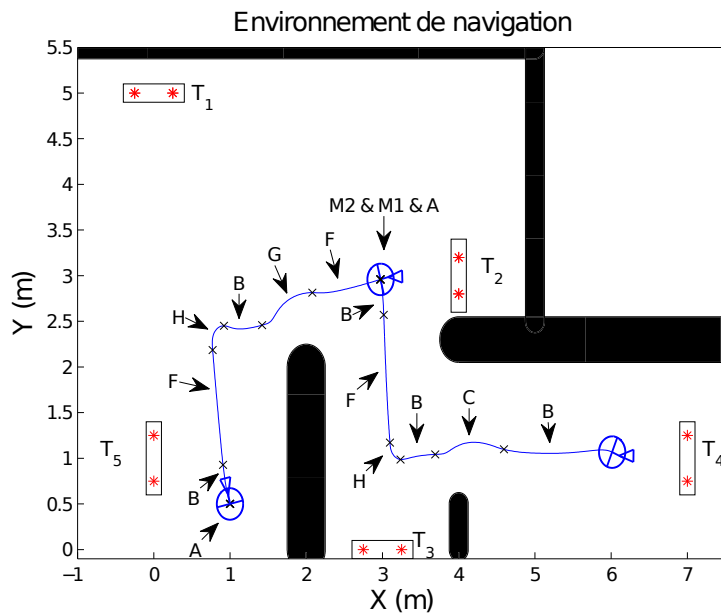 Environnement de navigation
5.5
5
4.5
4
3.5
3
2.5
2
1.5
1
0.5
0
Y (m)
T1
M2 & M1 & A
F
G
B
H
T2
B
F
F
B
C
B
T5
T4
B
H
A
T3
−1 0 1 2 3 4 5 6 7
X (m)